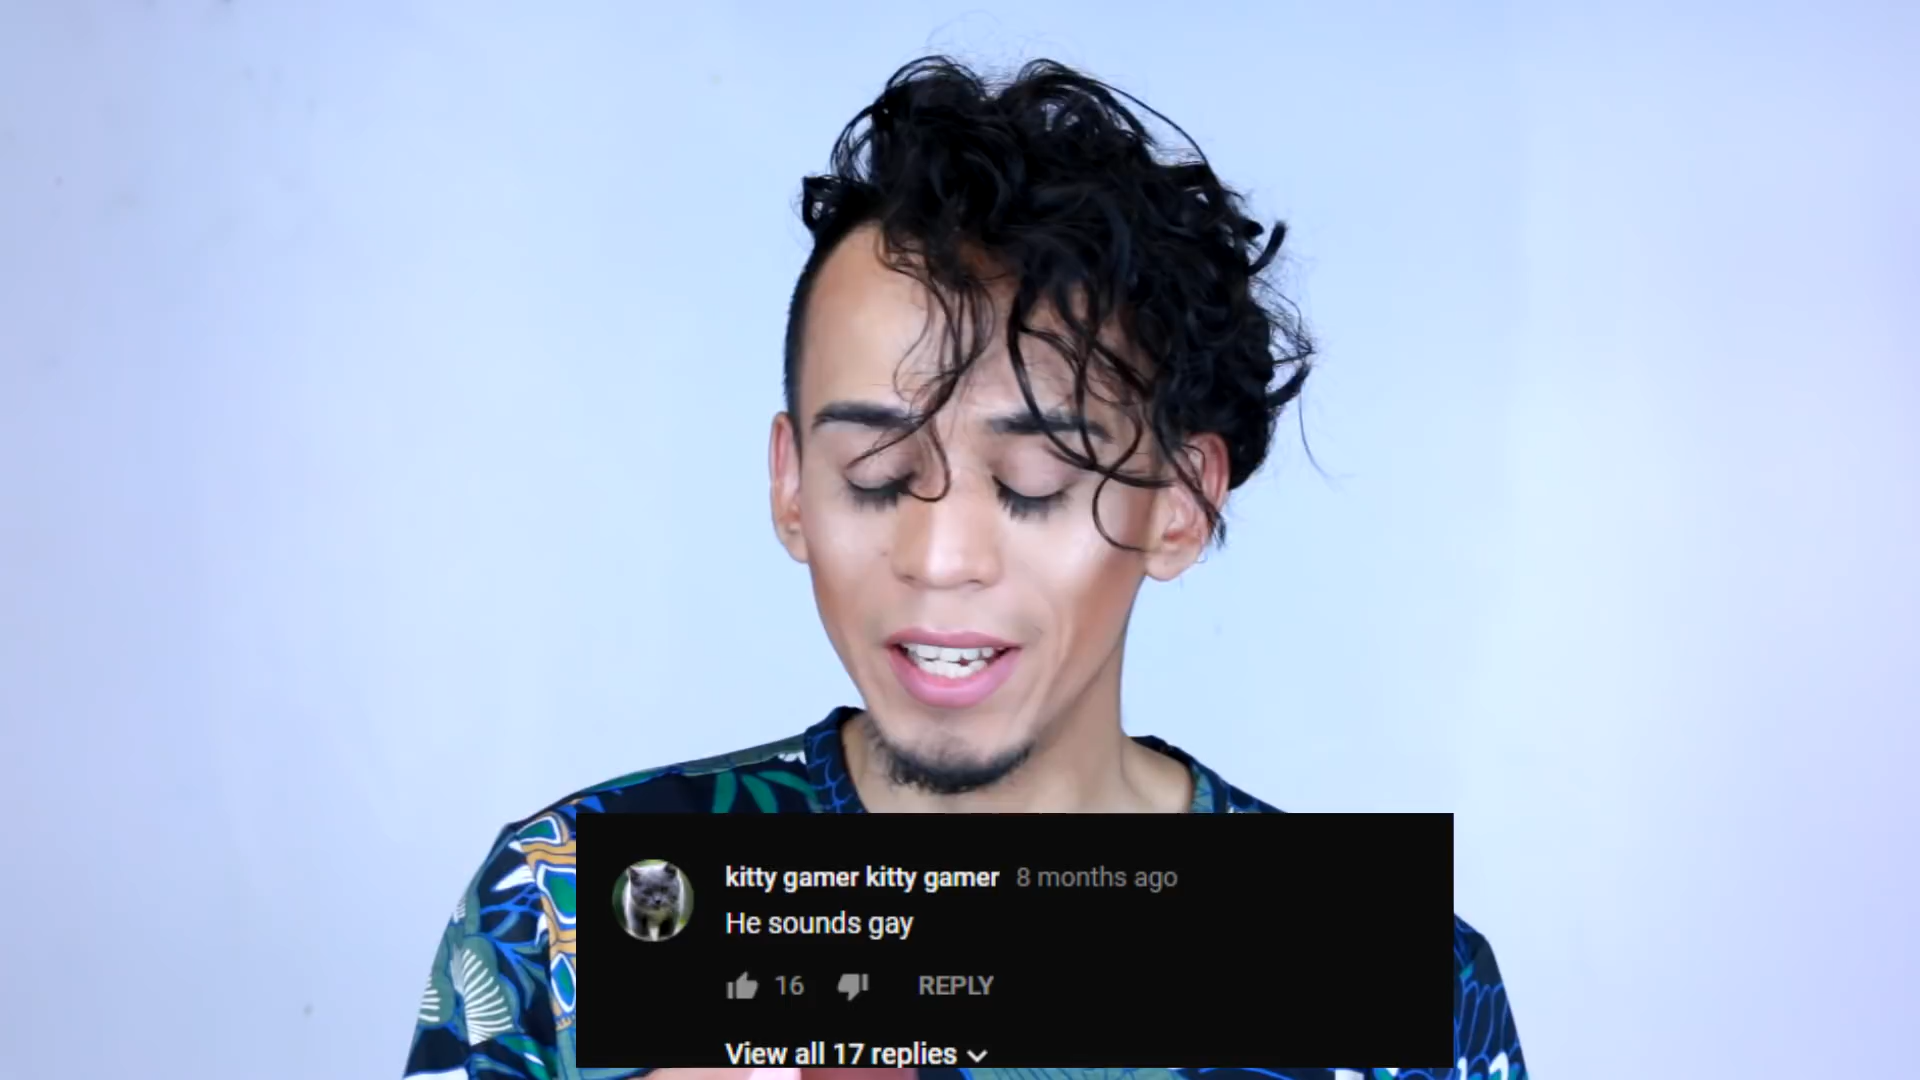 kitty gamer kitty gamer 8 months ago
He sounds gay
16 REPLY
View all 17 replies